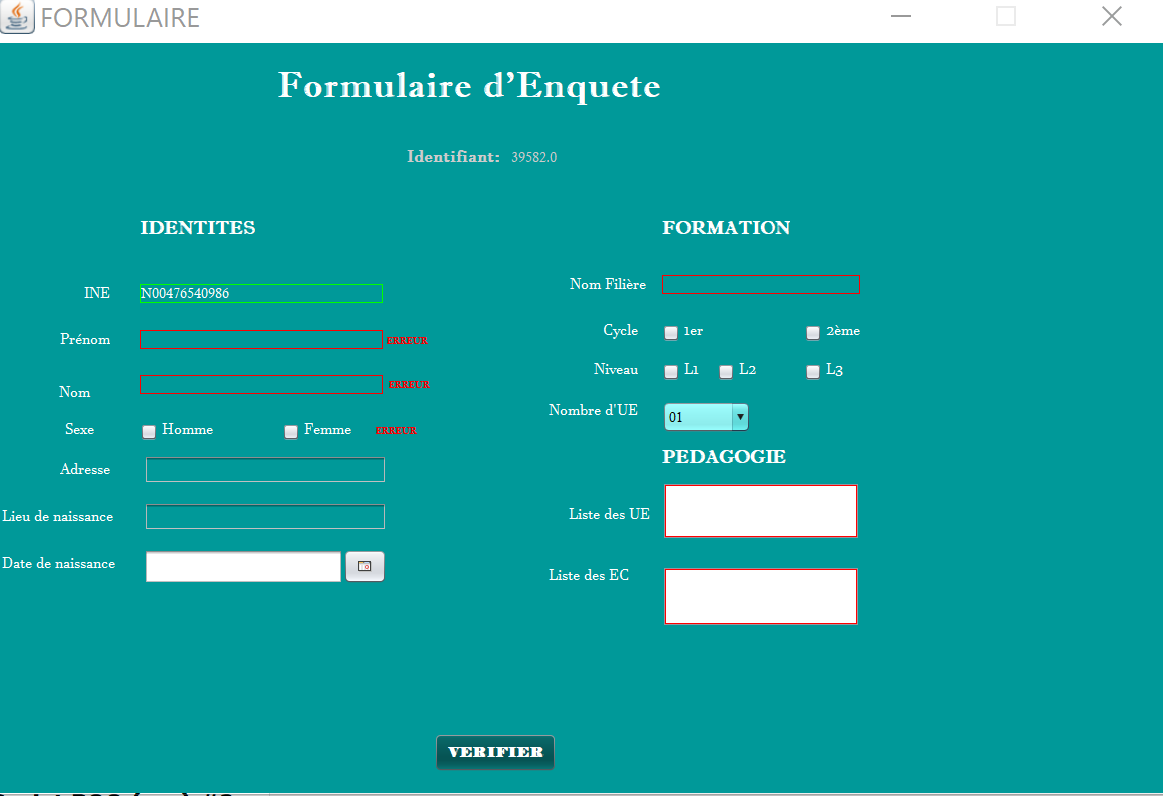 FORMULAIRE
Formulaire d'Enquete
Identifiant: 39582.0
IDENTITES
INE N00476540986
Prénom ERREUR
Nom ERREUR
Sexe Homme Femme ERREUR
Adresse
Lieu de naissance
Date de naissance
FORMATION
Nom Filière
Cycle 1er 2ème
Niveau L1 L2 L3
Nombre d'UE 01
PEDAGOGIE
Liste des UE
Liste des EC
VERIFIER